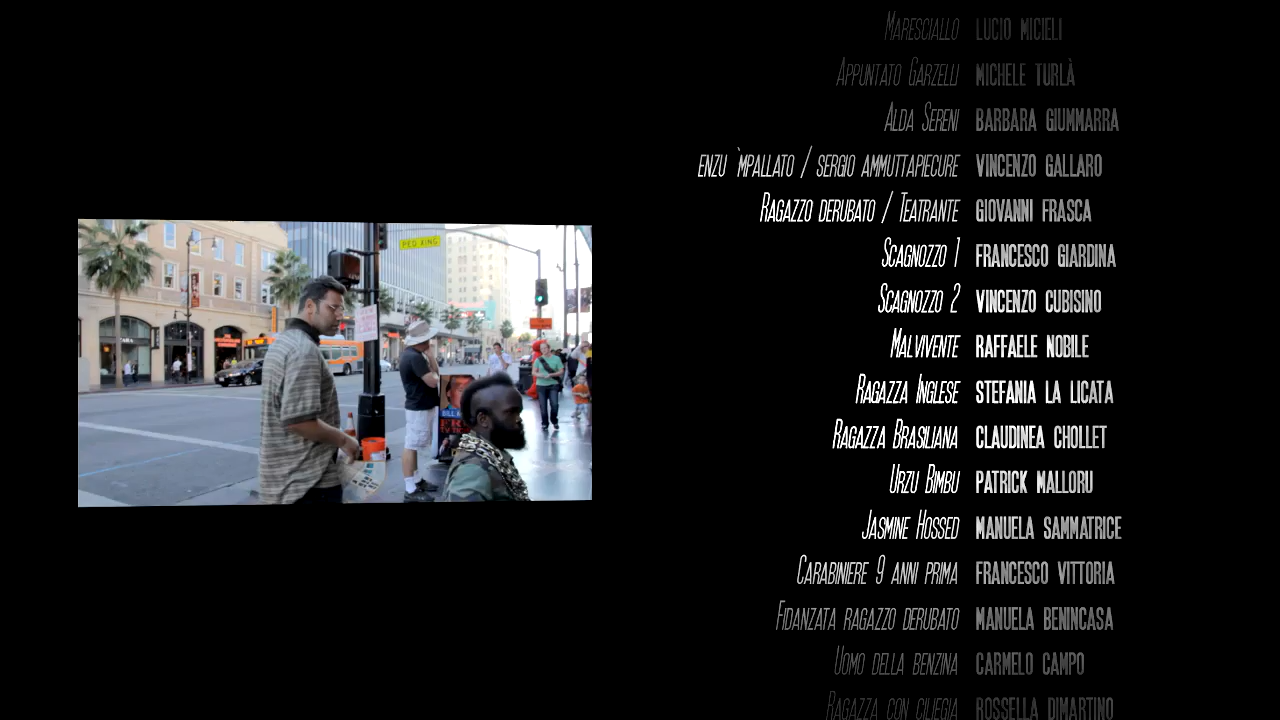 Maresciallo LUCIO MICIELI
Appuntato Garzelli MICHELE TURLÀ
Alda Sereni BARBARA GIUMMARRA
ENZU `MPALLATO / SERGIO AMMUTTAPIECURE VINCENZO GALLARO
Ragazzo derubato / Teatrante GIOVANNI FRASCA
Scagnozzo 1 FRANCESCO GIARDINA
Scagnozzo 2 VINCENZO CUBISINO
Malvivente RAFFAELE NOBILE
Ragazza Inglese STEFANIA LA LICATA
Ragazza Brasiliana CLAUDINEA CHOLLET
Urzu Bimbu PATRICK MALLORU
Jasmine Hossed MANUELA SAMMATRICE
Carabiniere 9 anni prima FRANCESCO VITTORIA
Fidanzata ragazzo derubato MANUELA BENINCASA
Uomo della benzina CARMELO CAMPO
Ragazza con ciliegia ROSSELLA DIMARTINO
PED XING